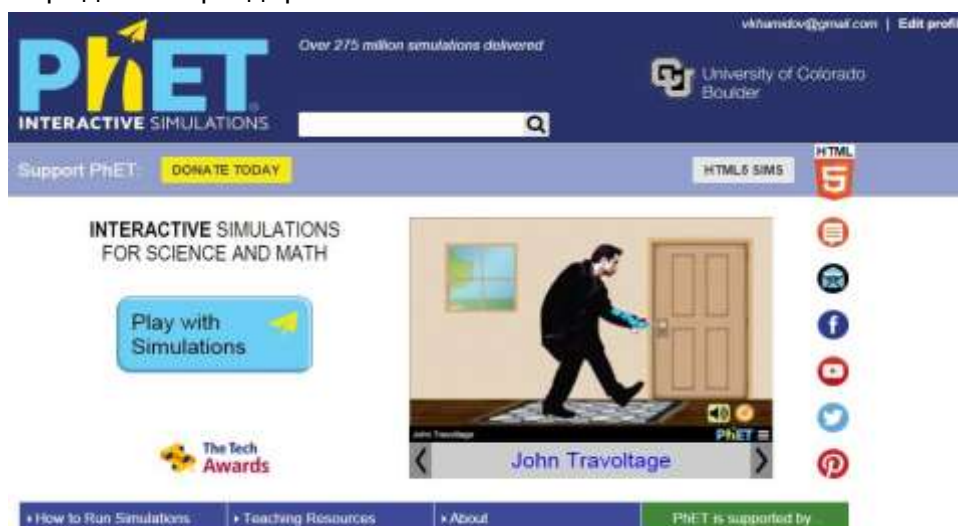 vkhamidov@gmail.com | Edit profil
PhET
INTERACTIVE SIMULATIONS
Over 275 million simulations delivered
University of Colorado
Boulder
Support PhET:
DONATE TODAY
HTML5 SIMS
HTML
5
INTERACTIVE SIMULATIONS
FOR SCIENCE AND MATH
Play with
Simulations
The Tech
Awards
John Travoltage
PhET
John Travoltage
How to Run Simulations
Teaching Resources
About
PhET is supported by